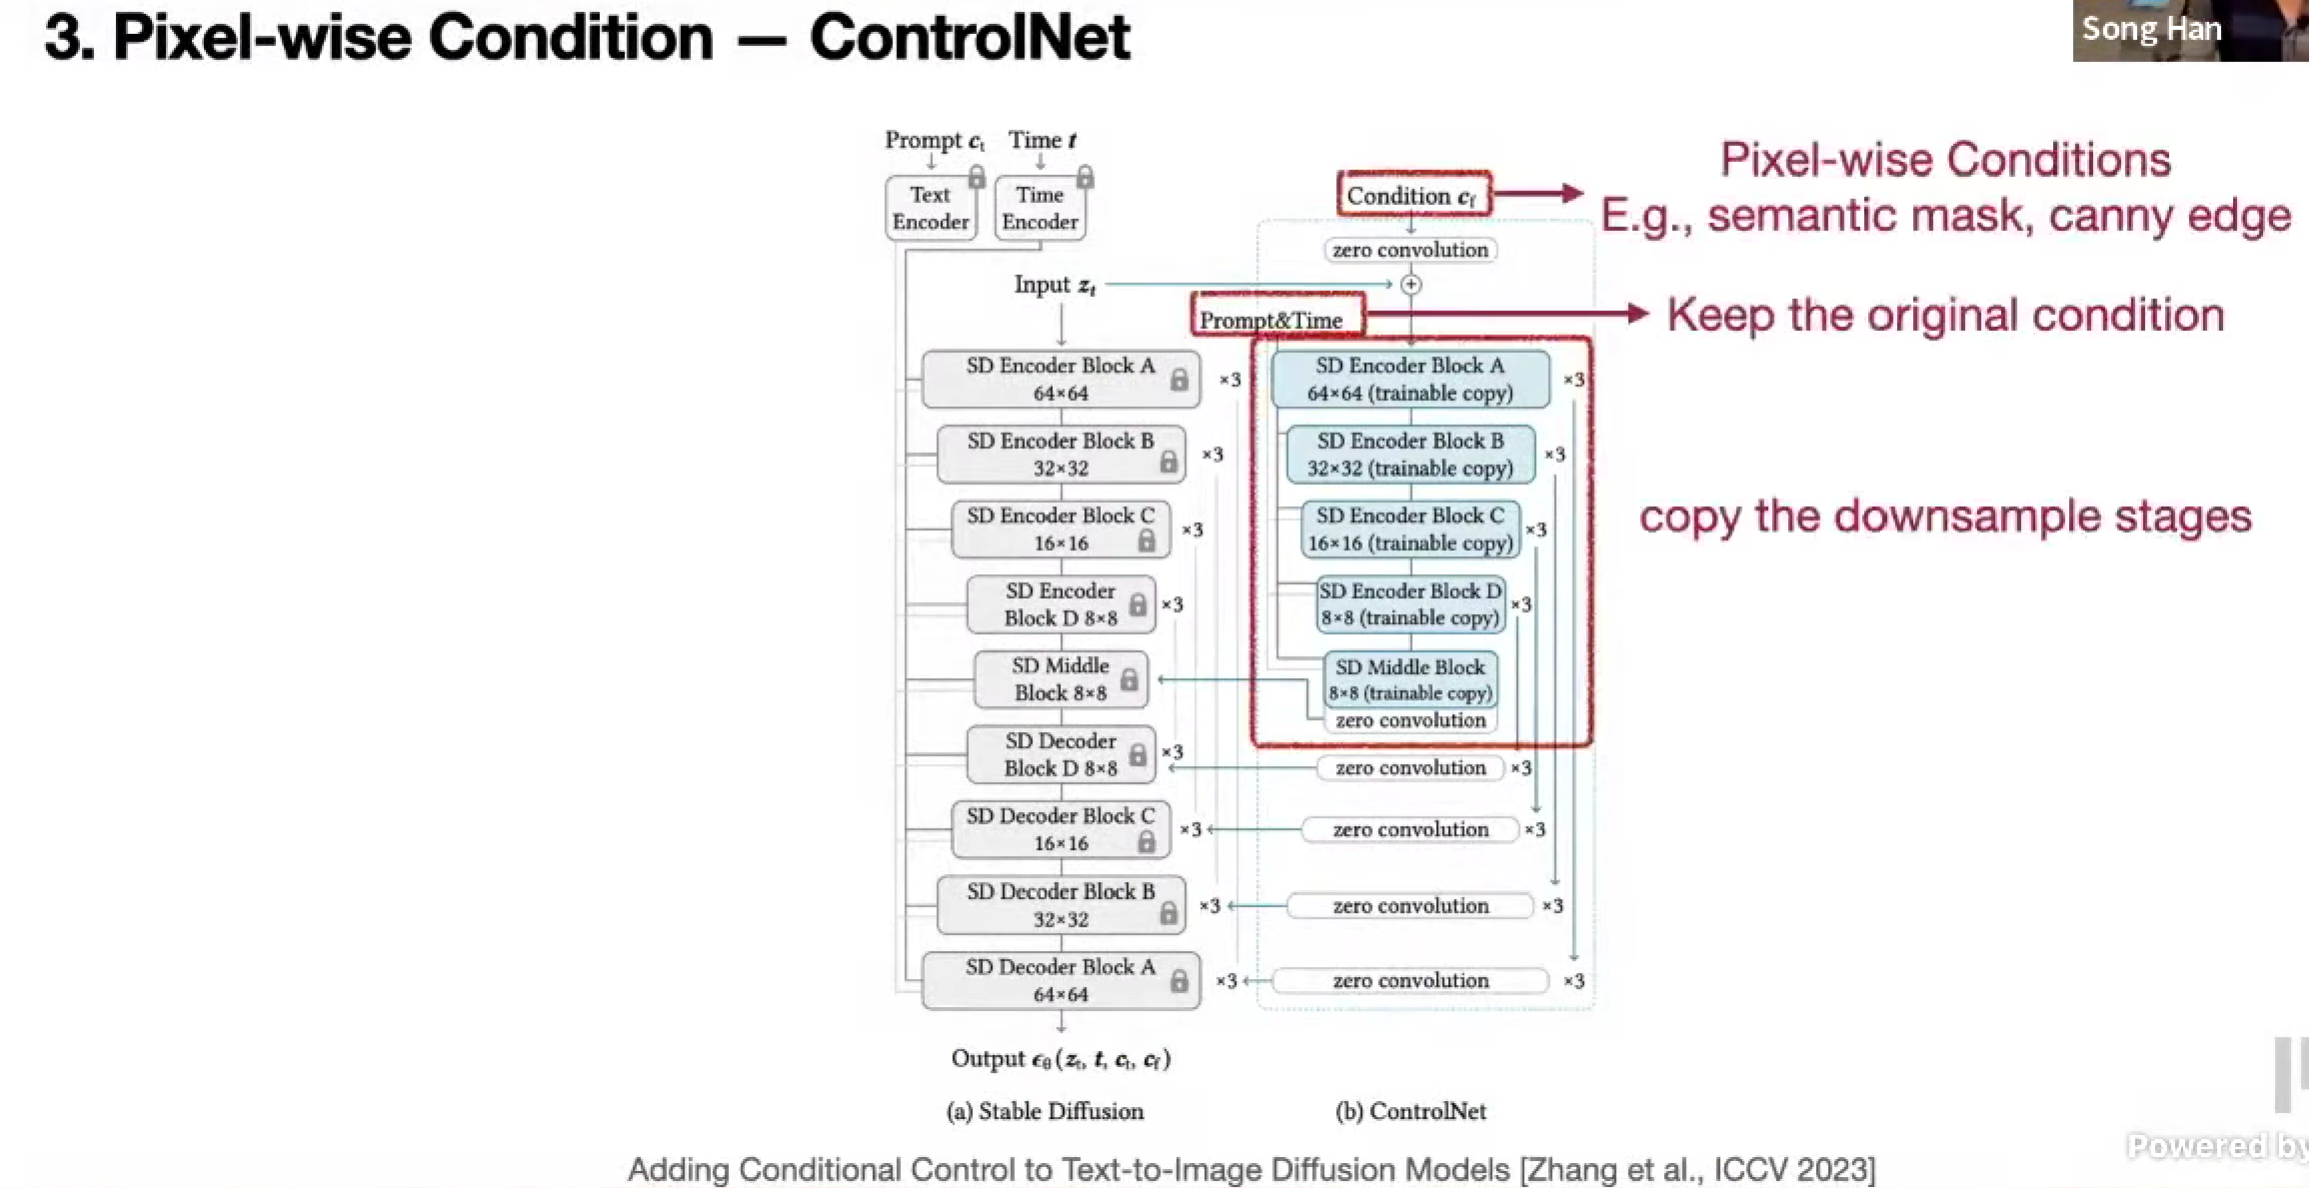 3. Pixel-wise Condition — ControlNet
Song Han
Prompt cₜ Time t
Text Encoder
Time Encoder
Input zₜ
Condition c_f
zero convolution
+
Prompt&Time
Pixel-wise Conditions
E.g., semantic mask, canny edge
Keep the original condition
copy the downsample stages
SD Encoder Block A
64×64
×3
SD Encoder Block B
32×32
×3
SD Encoder Block C
16×16
×3
SD Encoder
Block D 8×8
×3
SD Middle
Block 8×8
SD Decoder
Block D 8×8
×3
SD Decoder Block C
16×16
×3
SD Decoder Block B
32×32
×3
SD Decoder Block A
64×64
×3
Output ϵθ(zₜ, t, cₜ, c_f)
(a) Stable Diffusion
SD Encoder Block A
64×64 (trainable copy)
×3
SD Encoder Block B
32×32 (trainable copy)
×3
SD Encoder Block C
16×16 (trainable copy)
×3
SD Encoder Block D
8×8 (trainable copy)
×3
SD Middle Block
8×8 (trainable copy)
zero convolution
zero convolution ×3
zero convolution ×3
zero convolution ×3
zero convolution ×3
(b) ControlNet
Adding Conditional Control to Text-to-Image Diffusion Models [Zhang et al., ICCV 2023]
Powered by